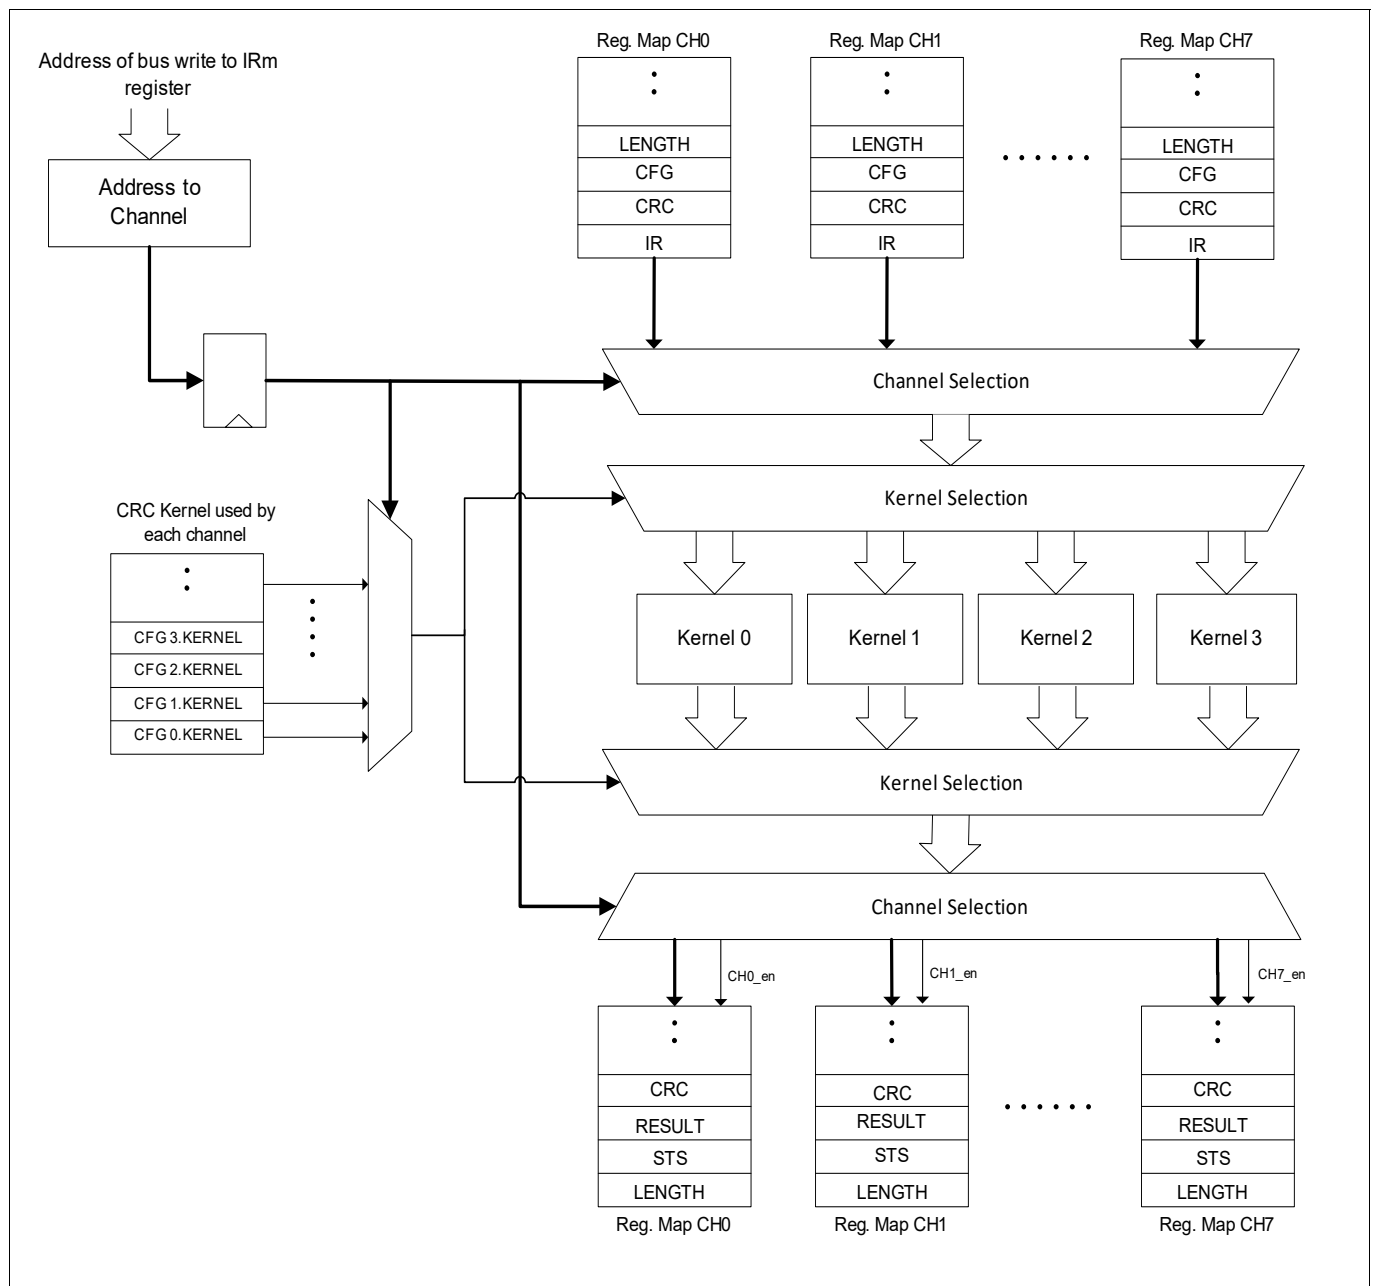 Address of bus write to IRm
register
Address to
Channel
Reg. Map CH0
LENGTH
CFG
CRC
IR
Reg. Map CH1
LENGTH
CFG
CRC
IR
Reg. Map CH7
LENGTH
CFG
CRC
IR
Channel Selection
Kernel Selection
CRC Kernel used by
each channel
CFG 3.KERNEL
CFG 2.KERNEL
CFG 1.KERNEL
CFG 0.KERNEL
Kernel 0
Kernel 1
Kernel 2
Kernel 3
Kernel Selection
Channel Selection
CH0_en
CH1_en
CH7_en
CRC
RESULT
STS
LENGTH
Reg. Map CH0
CRC
RESULT
STS
LENGTH
Reg. Map CH1
CRC
RESULT
STS
LENGTH
Reg. Map CH7